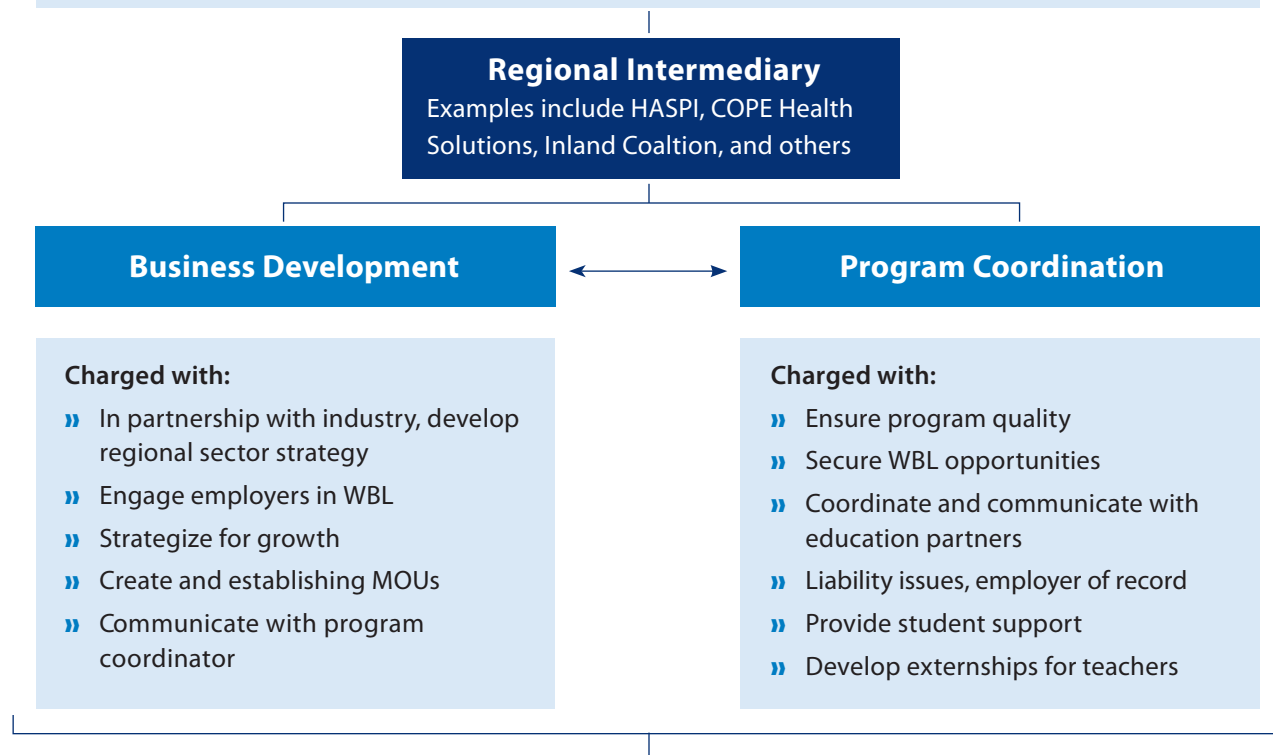 Regional Intermediary
Examples include HASPI, COPE Health
Solutions, Inland Coaltion, and others
Business Development
Program Coordination
Charged with:
» In partnership with industry, develop
regional sector strategy
» Engage employers in WBL
» Strategize for growth
» Create and establishing MOUs
» Communicate with program
coordinator
Charged with:
» Ensure program quality
» Secure WBL opportunities
» Coordinate and communicate with
education partners
» Liability issues, employer of record
» Provide student support
» Develop externships for teachers